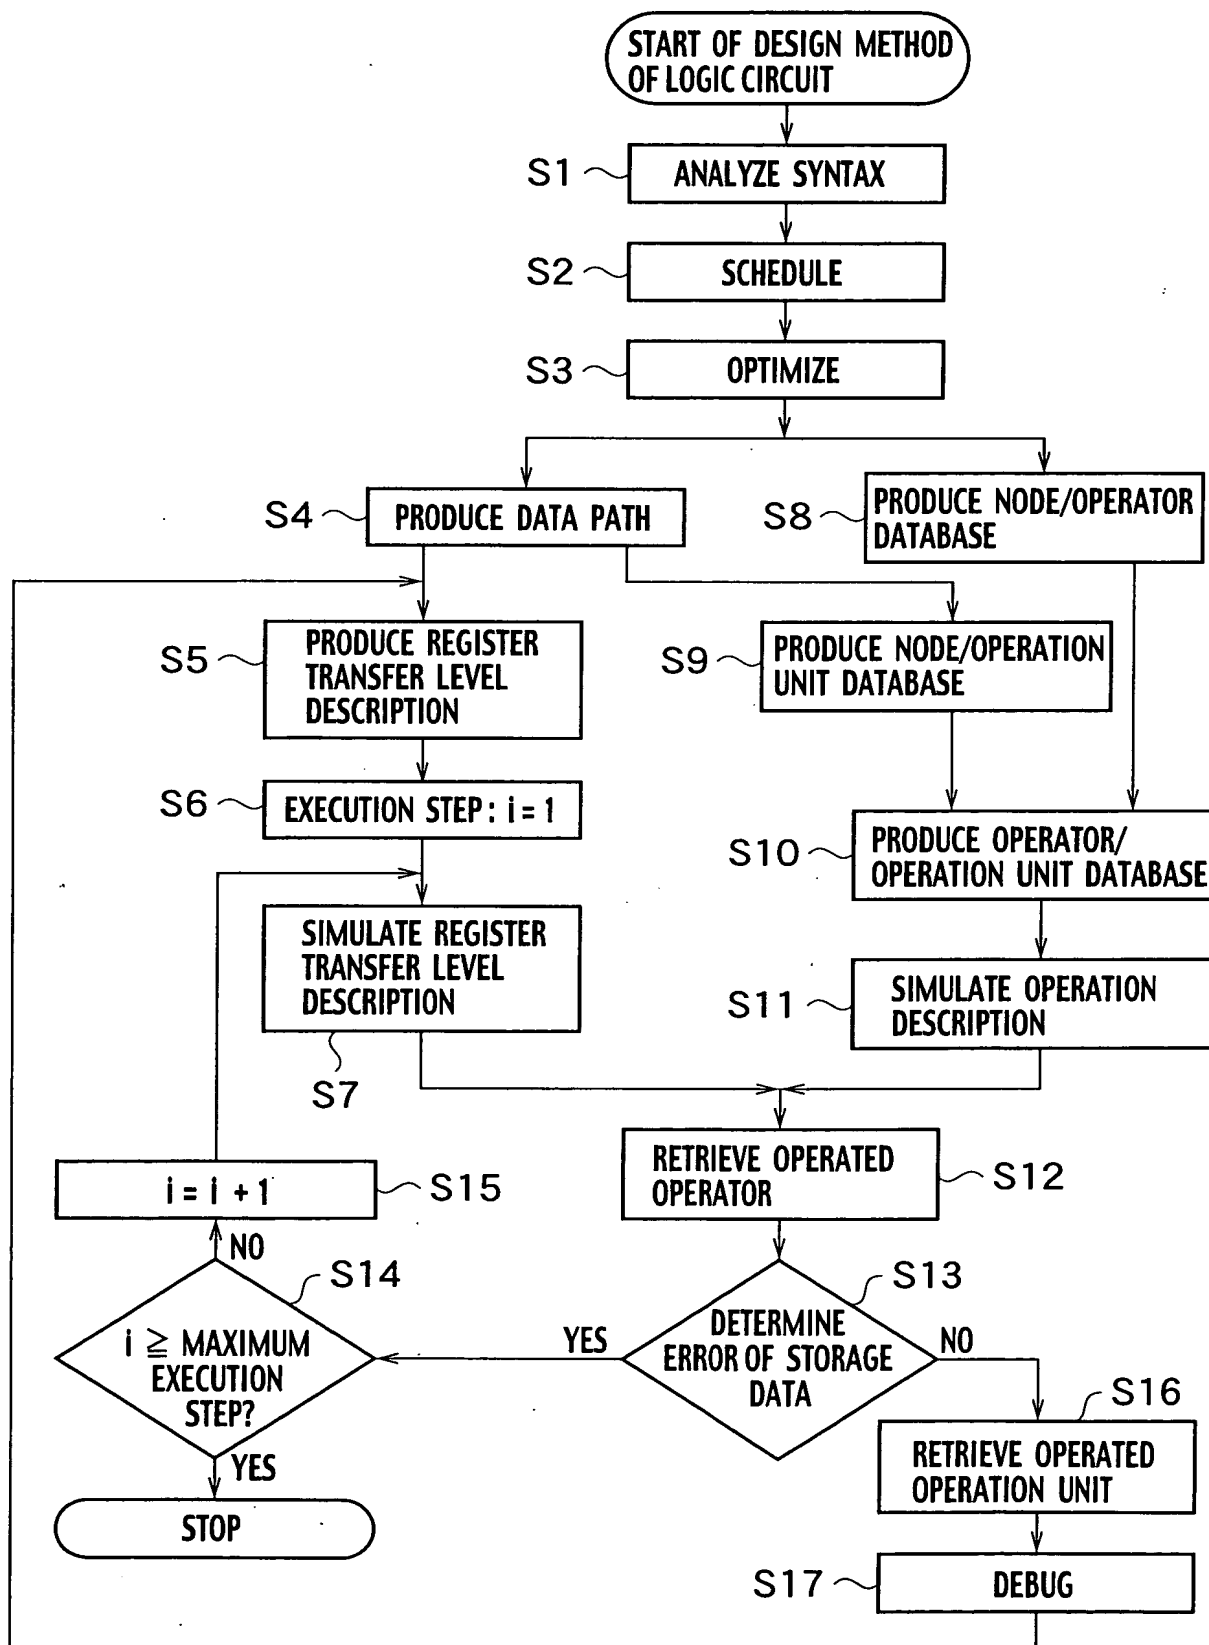 START OF DESIGN METHOD
OF LOGIC CIRCUIT
S1
ANALYZE SYNTAX
S2
SCHEDULE
S3
OPTIMIZE
S4
PRODUCE DATA PATH
S8
PRODUCE NODE/OPERATOR
DATABASE
S5
PRODUCE REGISTER
TRANSFER LEVEL
DESCRIPTION
S9
PRODUCE NODE/OPERATION
UNIT DATABASE
S6
EXECUTION STEP: i = 1
S10
PRODUCE OPERATOR/
OPERATION UNIT DATABASE
SIMULATE REGISTER
TRANSFER LEVEL
DESCRIPTION
S7
S11
SIMULATE OPERATION
DESCRIPTION
RETRIEVE OPERATED
OPERATOR
S12
i = i + 1
S15
NO
S14
i ≧ MAXIMUM
EXECUTION
STEP?
YES
S13
DETERMINE
ERROR OF STORAGE
DATA
NO
YES
STOP
S16
RETRIEVE OPERATED
OPERATION UNIT
S17
DEBUG